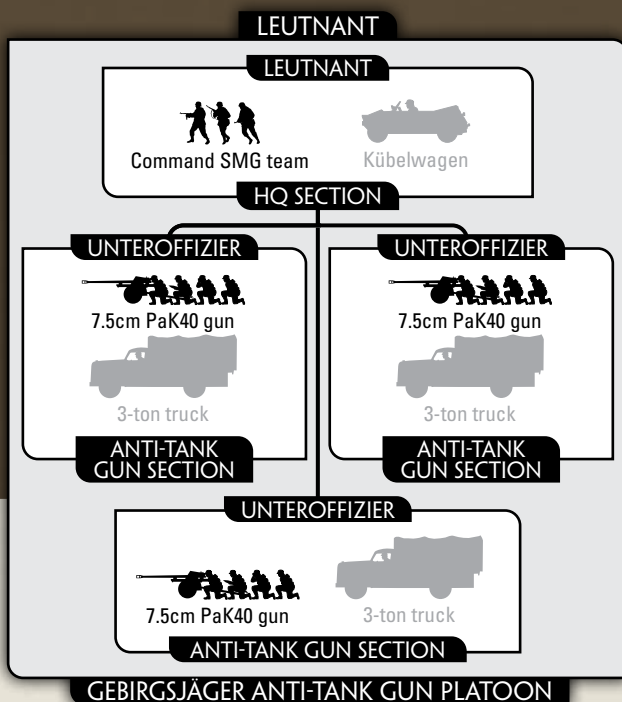 LEUTNANT
LEUTNANT
Command SMG team
Kübelwagen
HQ SECTION
UNTEROFFIZIER
7.5cm PaK40 gun
3-ton truck
ANTI-TANK
GUN SECTION
UNTEROFFIZIER
7.5cm PaK40 gun
3-ton truck
ANTI-TANK
GUN SECTION
UNTEROFFIZIER
7.5cm PaK40 gun
3-ton truck
ANTI-TANK GUN SECTION
GEBIRGSJÄGER ANTI-TANK GUN PLATOON